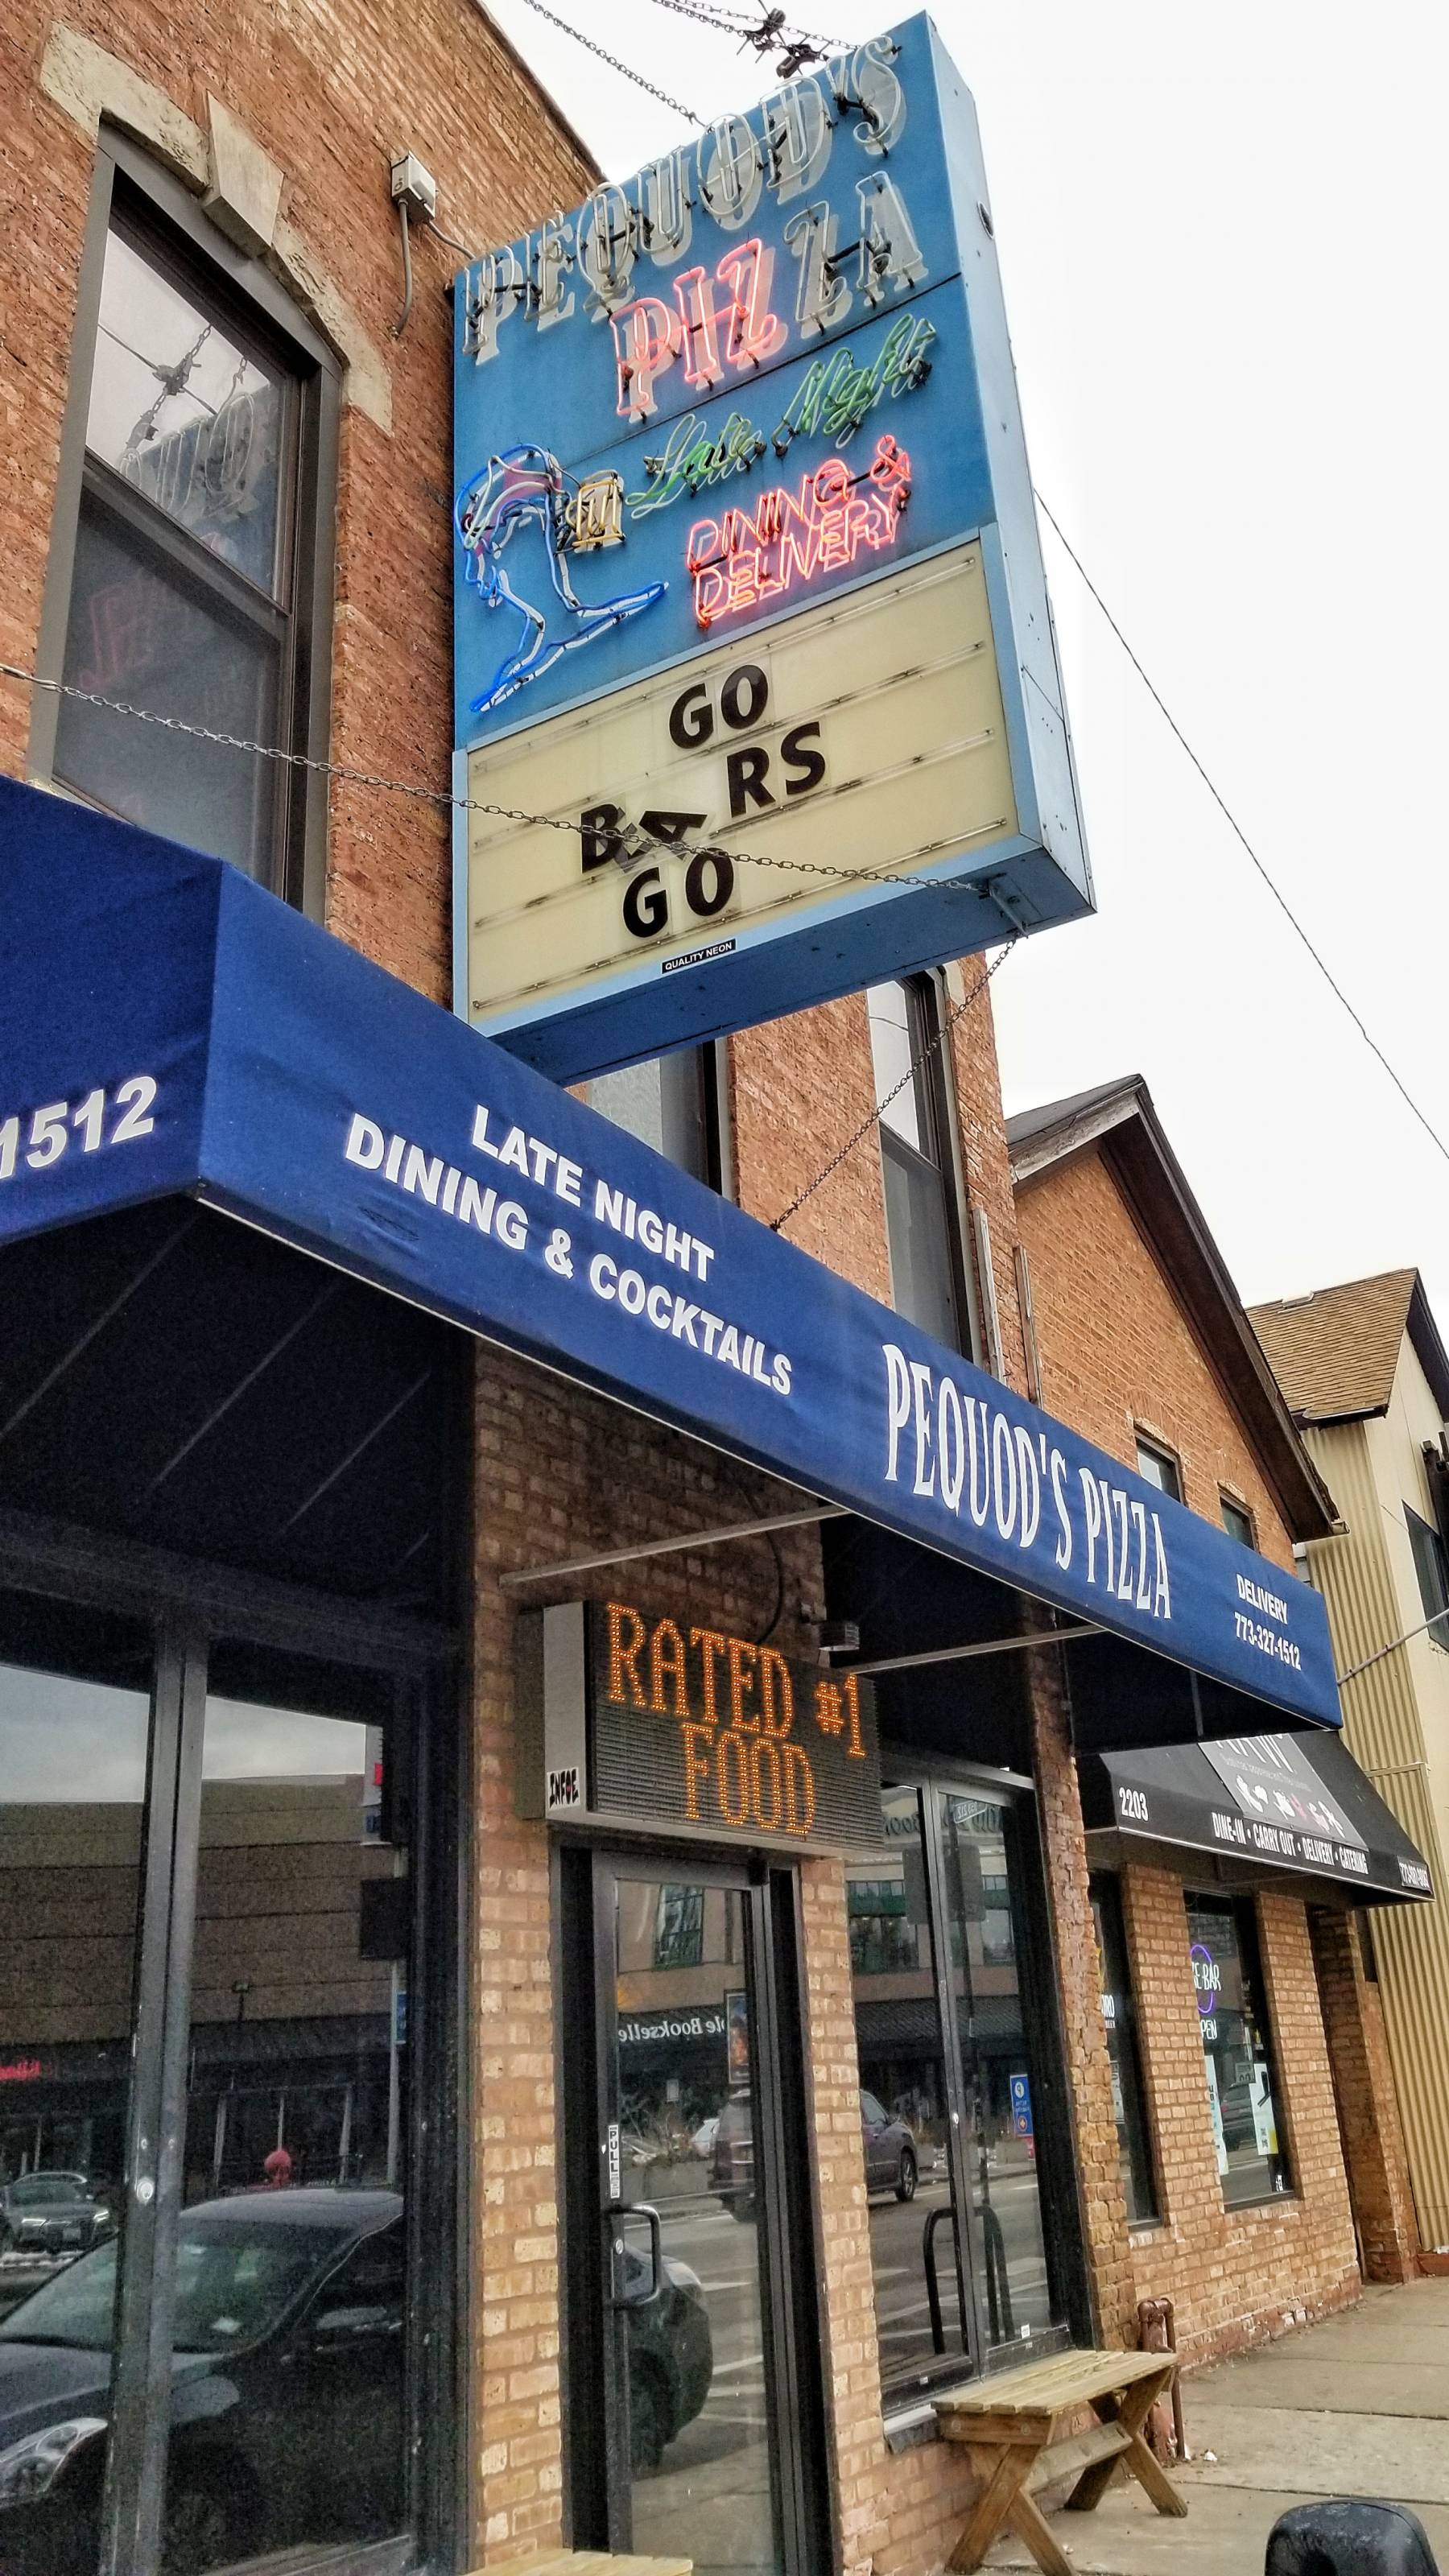 PEQUOD'S
PIZZA
Late Night
DINING &
DELIVERY
GO
BEARS
GO
QUALITY NEON
1512
LATE NIGHT
DINING & COCKTAILS
PEQUOD'S PIZZA
DELIVERY
773-327-1512
RATED #1
FOOD
INFOE
2203
DINE-IN • CARRY OUT • DELIVERY • CATERING
PULL